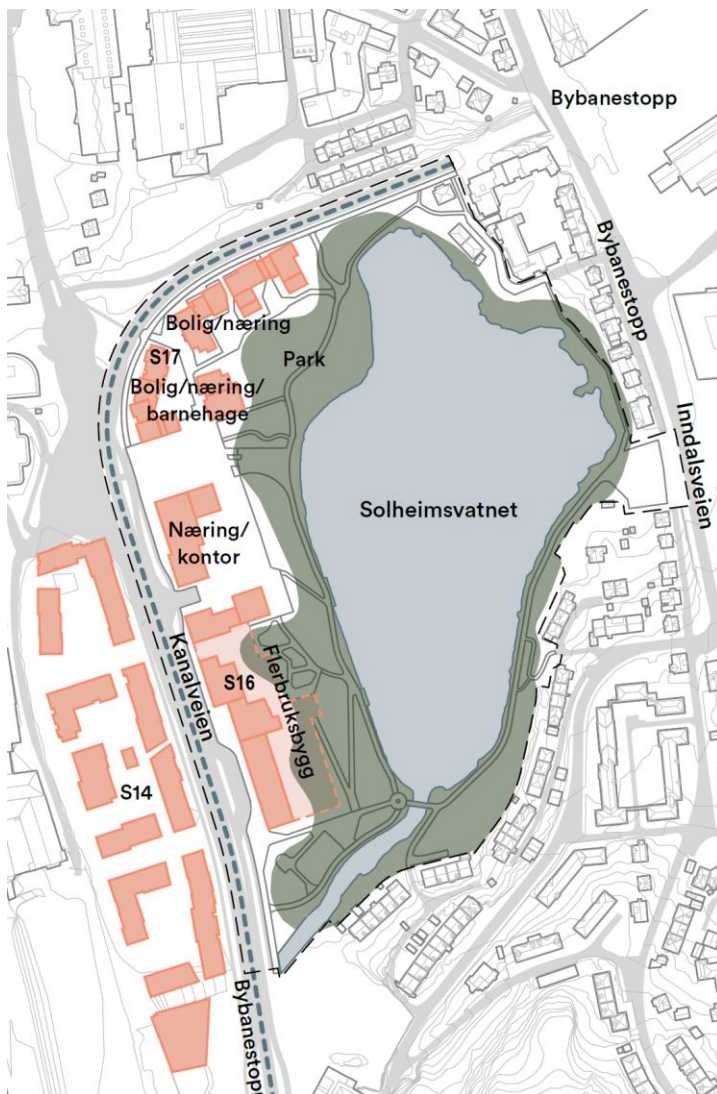 Bybanestopp
Bybanestopp
Bolig/næring
S17
Park
Bolig/næring/
barnehage
Inndalsveien
Solheimsvatnet
Næring/
kontor
Kanalveien
S16
Flerbruksbygg
S14
Bybanestopp